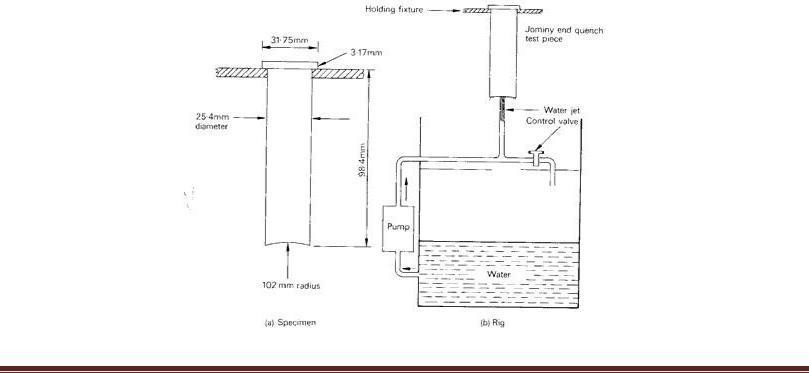 31·75mm
3·17mm
25·4mm
diameter
98·4mm
102 mm radius
(a) Specimen
Holding fixture
Jominy end quench
test piece
Water jet
Control valve
Pump
Water
(b) Rig